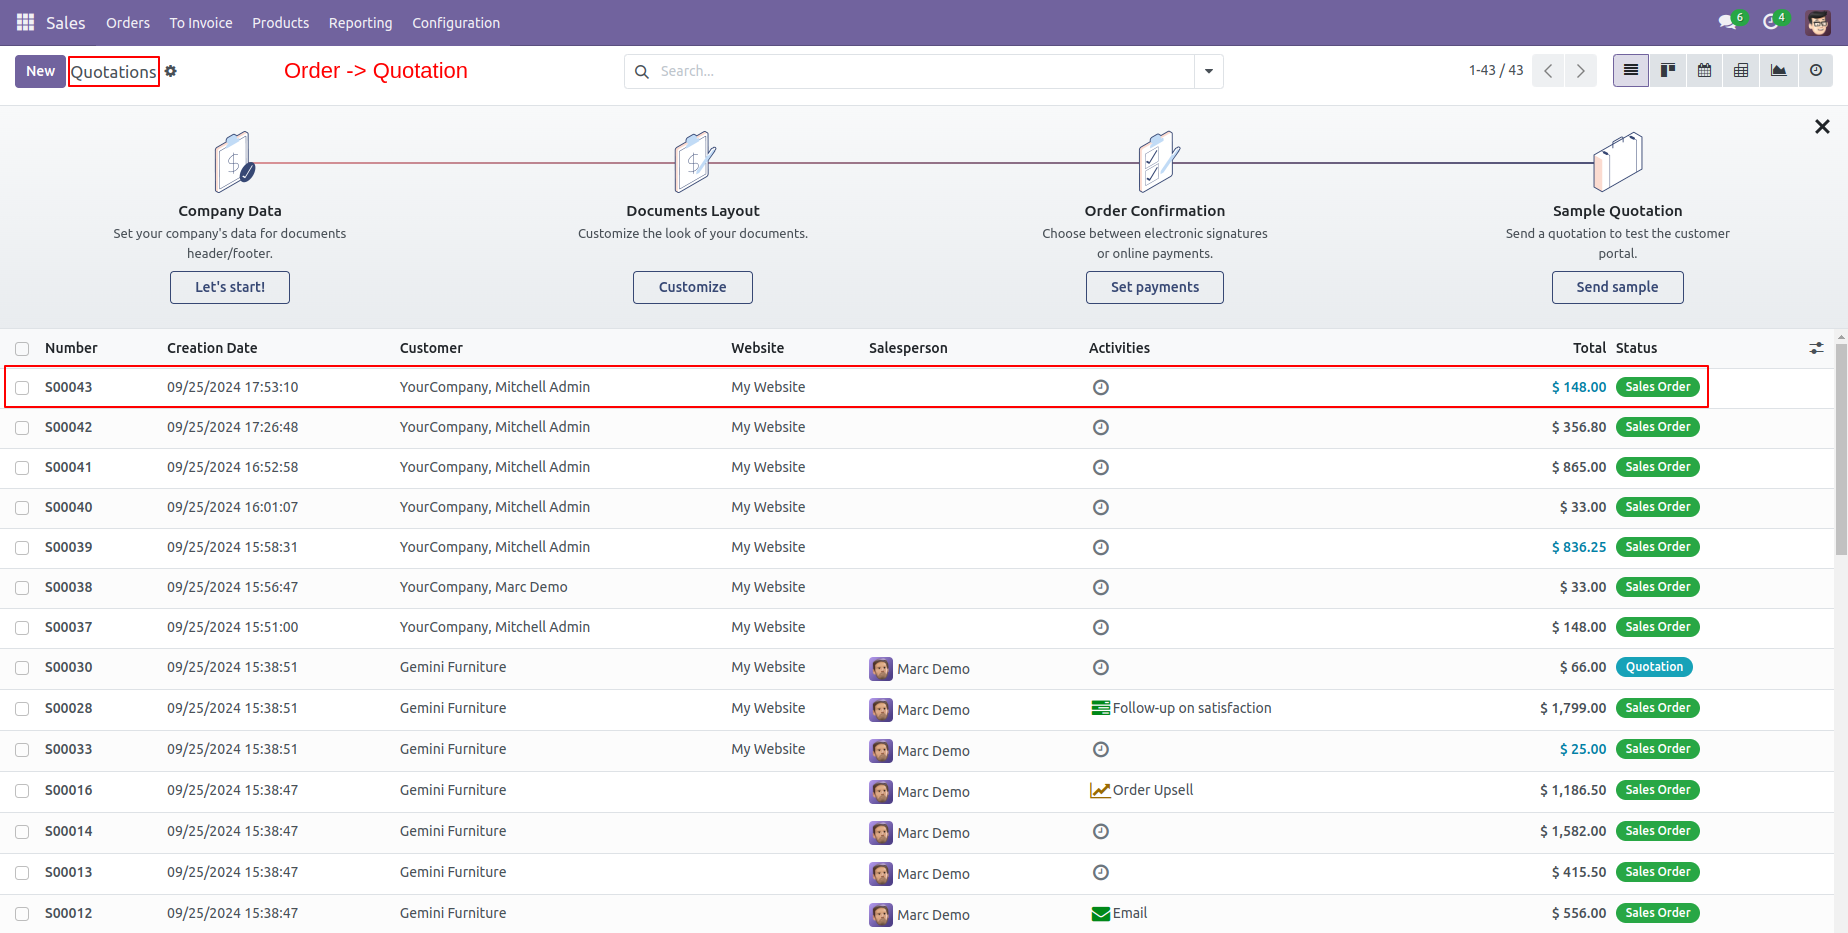 Sales Orders To Invoice Products Reporting Configuration 6 4
New Quotations Order -> Quotation Search... 1-43 / 43
Company Data Documents Layout Order Confirmation Sample Quotation
Set your company's data for documents Customize the look of your documents. Choose between electronic signatures Send a quotation to test the customer
header/footer. or online payments. portal.
Let's start! Customize Set payments Send sample
Number Creation Date Customer Website Salesperson Activities Total Status
S00043 09/25/2024 17:53:10 YourCompany, Mitchell Admin My Website $ 148.00 Sales Order
S00042 09/25/2024 17:26:48 YourCompany, Mitchell Admin My Website $ 356.80 Sales Order
S00041 09/25/2024 16:52:58 YourCompany, Mitchell Admin My Website $ 865.00 Sales Order
S00040 09/25/2024 16:01:07 YourCompany, Mitchell Admin My Website $ 33.00 Sales Order
S00039 09/25/2024 15:58:31 YourCompany, Mitchell Admin My Website $ 836.25 Sales Order
S00038 09/25/2024 15:56:47 YourCompany, Marc Demo My Website $ 33.00 Sales Order
S00037 09/25/2024 15:51:00 YourCompany, Mitchell Admin My Website $ 148.00 Sales Order
S00030 09/25/2024 15:38:51 Gemini Furniture My Website Marc Demo $ 66.00 Quotation
S00028 09/25/2024 15:38:51 Gemini Furniture My Website Marc Demo Follow-up on satisfaction $ 1,799.00 Sales Order
S00033 09/25/2024 15:38:51 Gemini Furniture My Website Marc Demo $ 25.00 Sales Order
S00016 09/25/2024 15:38:47 Gemini Furniture Marc Demo Order Upsell $ 1,186.50 Sales Order
S00014 09/25/2024 15:38:47 Gemini Furniture Marc Demo $ 1,582.00 Sales Order
S00013 09/25/2024 15:38:47 Gemini Furniture Marc Demo $ 415.50 Sales Order
S00012 09/25/2024 15:38:47 Gemini Furniture Marc Demo Email $ 556.00 Sales Order